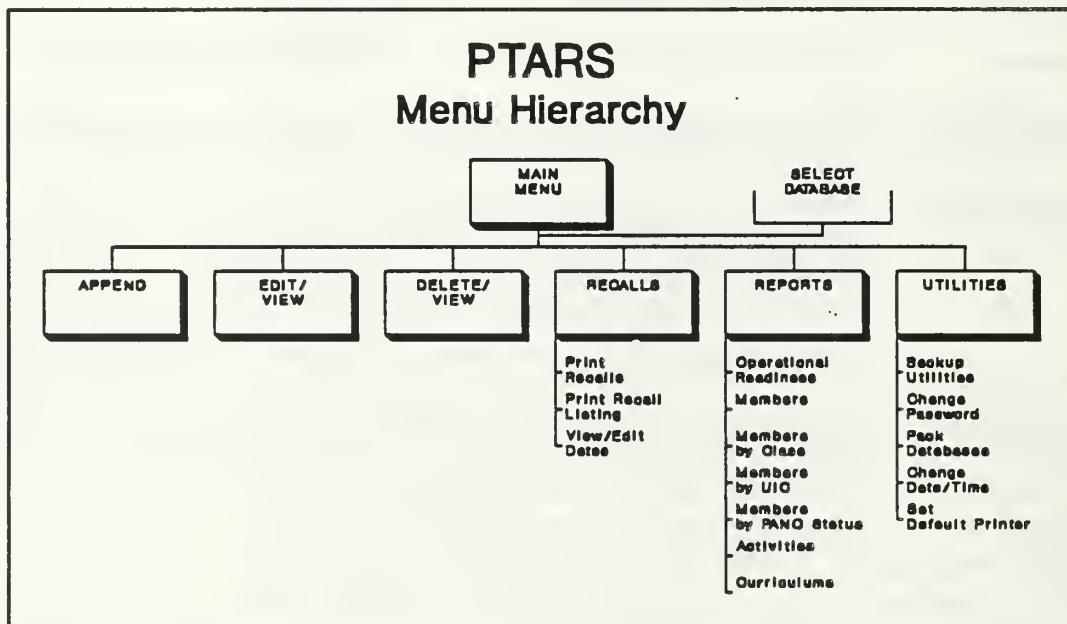 PTARS
Menu Hierarchy
MAIN
MENU
SELECT
DATABASE
APPEND
EDIT/
VIEW
DELETE/
VIEW
RECALLS
REPORTS
UTILITIES
Print
Recalls
Print Recall
Listing
View/Edit
Dates
Operational
Readiness
Members
Members
by Class
Members
by UIC
Members
by PANO Status
Activities
Curriculums
Backup
Utilities
Change
Password
Pack
Databases
Change
Date/Time
Set
Default Printer